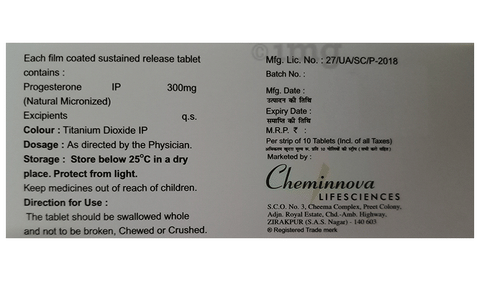 Each film coated sustained release tablet
contains :
Progesterone IP 300mg
(Natural Micronized)
Excipients q.s.
Colour : Titanium Dioxide IP
Dosage : As directed by the Physician.
Storage : Store below 25°C in a dry
place. Protect from light.
Keep medicines out of reach of children.
Direction for Use :
The tablet should be swallowed whole
and not to be broken, Chewed or Crushed.
Mfg. Lic. No. : 27/UA/SC/P-2018
Batch No. :
Mfg. Date :
उत्पादन की तिथि
Expiry Date :
समाप्ति की तिथि
M.R.P. ₹ :
Per strip of 10 Tablets (Incl. of all Taxes)
Marketed by :
Cheminnova
LIFESCIENCES
S.C.O. No. 3, Cheema Complex, Preet Colony,
Adjn. Royal Estate, Chd.-Amb. Highway,
ZIRAKPUR (S.A.S. Nagar) - 140 603
® Registered Trade merk